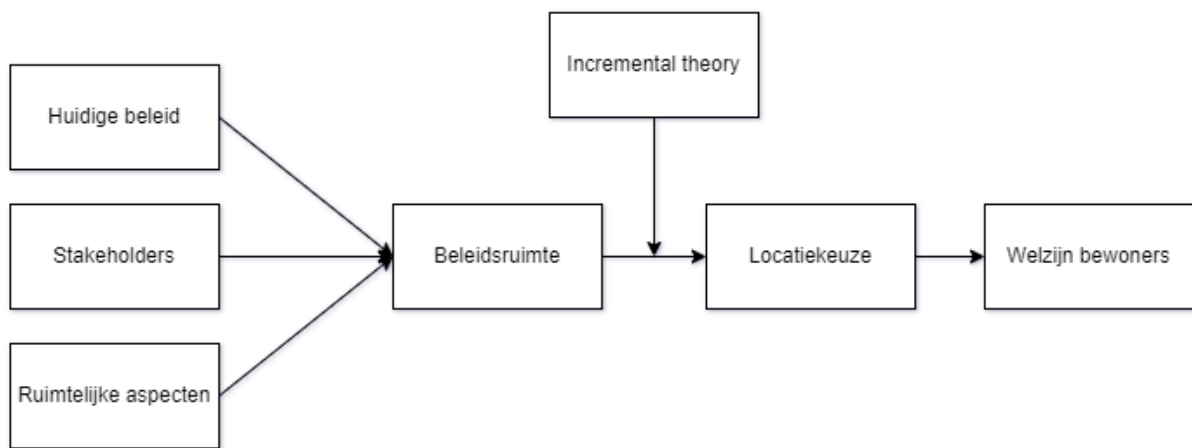 Incremental theory
Huidige beleid
Stakeholders
Beleidsruimte
Locatiekeuze
Welzijn bewoners
Ruimtelijke aspecten